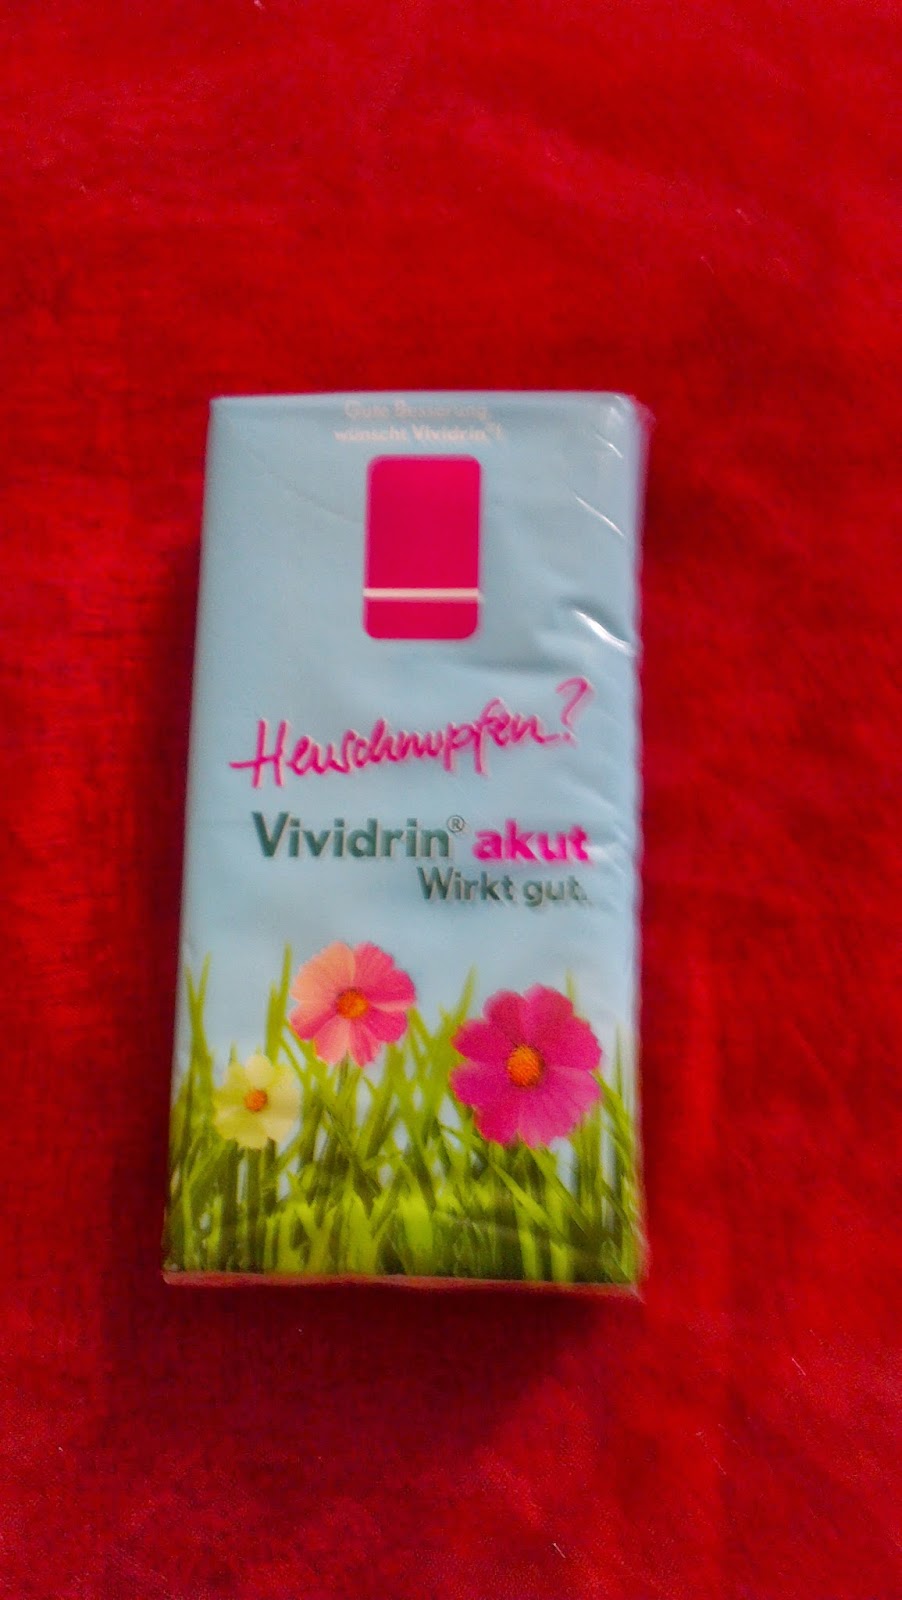 Gute Besserung,
wünscht Vividrin®!
Heuschnupfen?
Vividrin® akut
Wirkt gut.